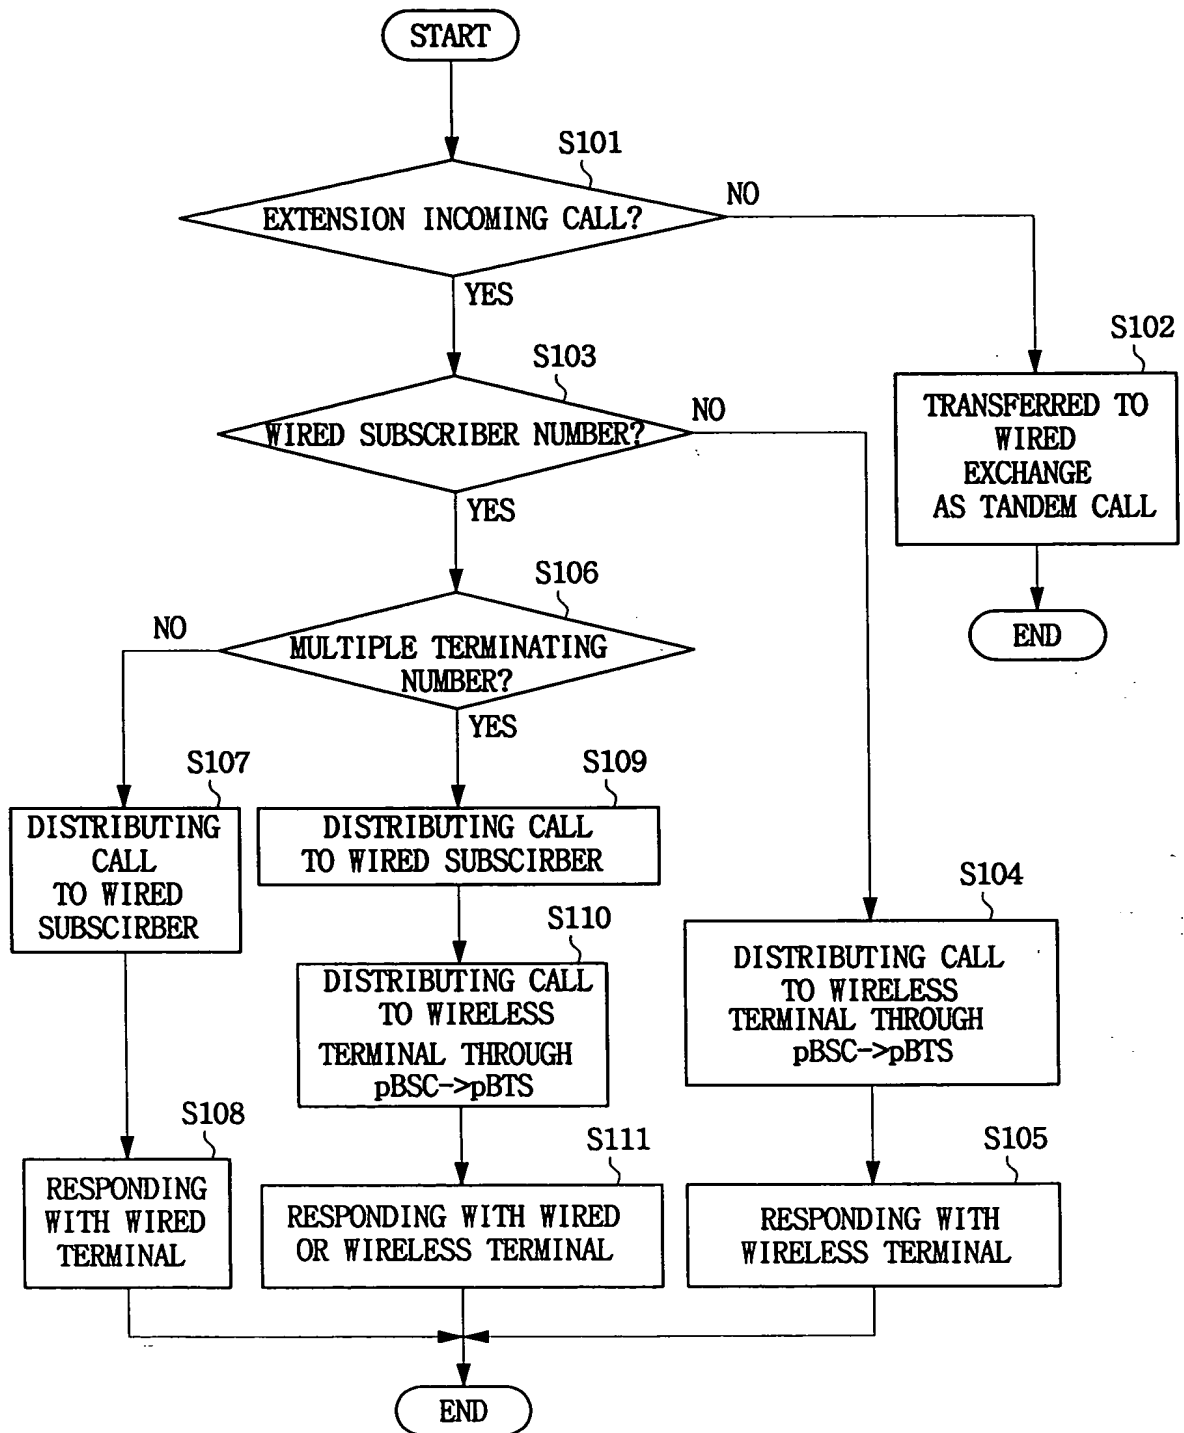 START
S101
EXTENSION INCOMING CALL?
NO
YES
S102
TRANSFERRED TO
WIRED
EXCHANGE
AS TANDEM CALL
END
S103
WIRED SUBSCRIBER NUMBER?
NO
YES
S106
MULTIPLE TERMINATING
NUMBER?
NO
YES
S107
DISTRIBUTING
CALL
TO WIRED
SUBSCIRBER
S109
DISTRIBUTING CALL
TO WIRED SUBSCIRBER
S104
DISTRIBUTING CALL
TO WIRELESS
TERMINAL THROUGH
pBSC->pBTS
S110
DISTRIBUTING CALL
TO WIRELESS
TERMINAL THROUGH
pBSC->pBTS
S108
RESPONDING
WITH WIRED
TERMINAL
S111
RESPONDING WITH WIRED
OR WIRELESS TERMINAL
S105
RESPONDING WITH
WIRELESS TERMINAL
END